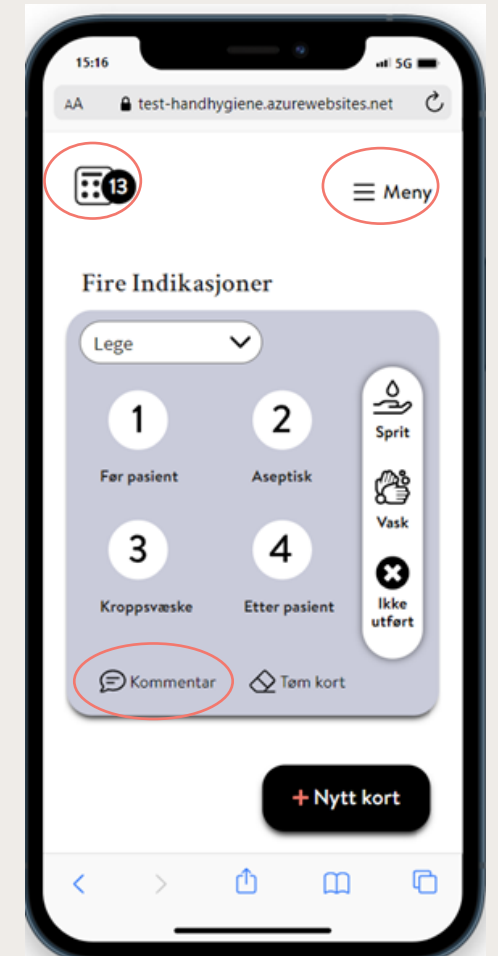 15:16
5G
AA test-handhygiene.azurewebsites.net
13
Meny
Fire Indikasjoner
Lege
1
2
Før pasient
Aseptisk
3
4
Kroppsvæske
Etter pasient
Sprit
Vask
Ikke
utført
Kommentar
Tøm kort
+ Nytt kort